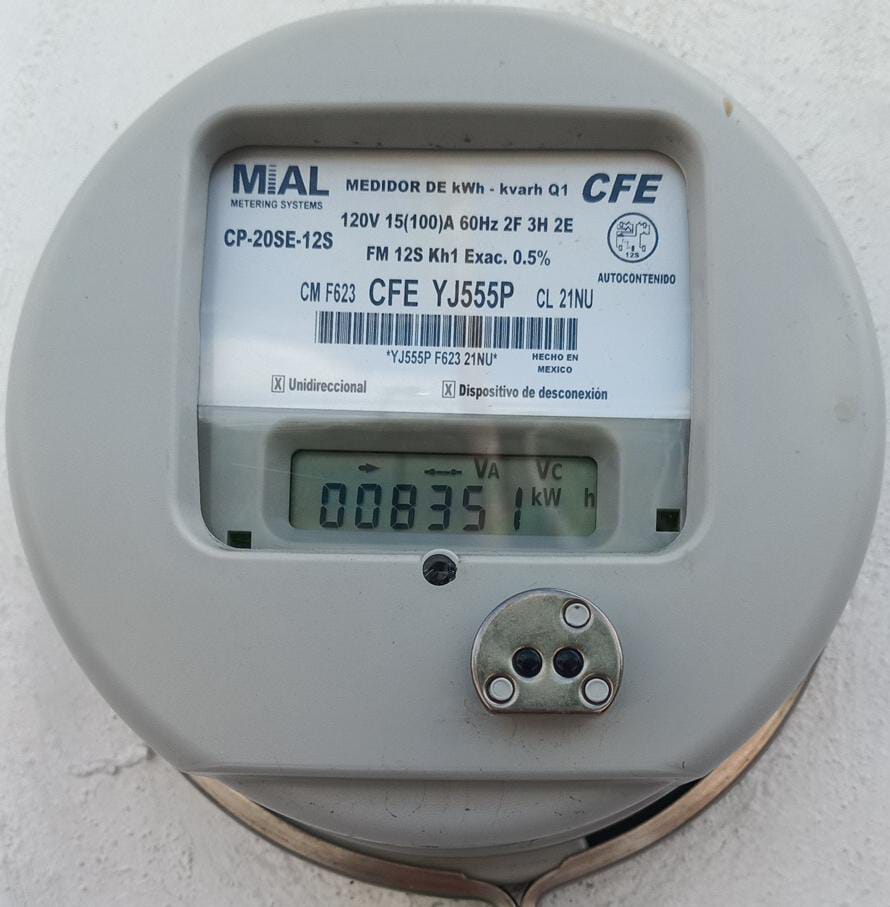 MIAL
METERING SYSTEMS
MEDIDOR DE kWh - kvarh Q1
CFE
120V 15(100)A 60Hz 2F 3H 2E
CP-20SE-12S
FM 12S Kh1 Exac. 0.5%
12S
AUTOCONTENIDO
CM F623 CFE YJ555P CL 21NU
*YJ555P F623 21NU*
HECHO EN
MEXICO
X Unidireccional
X Dispositivo de desconexión
VA VC
008351 kW h